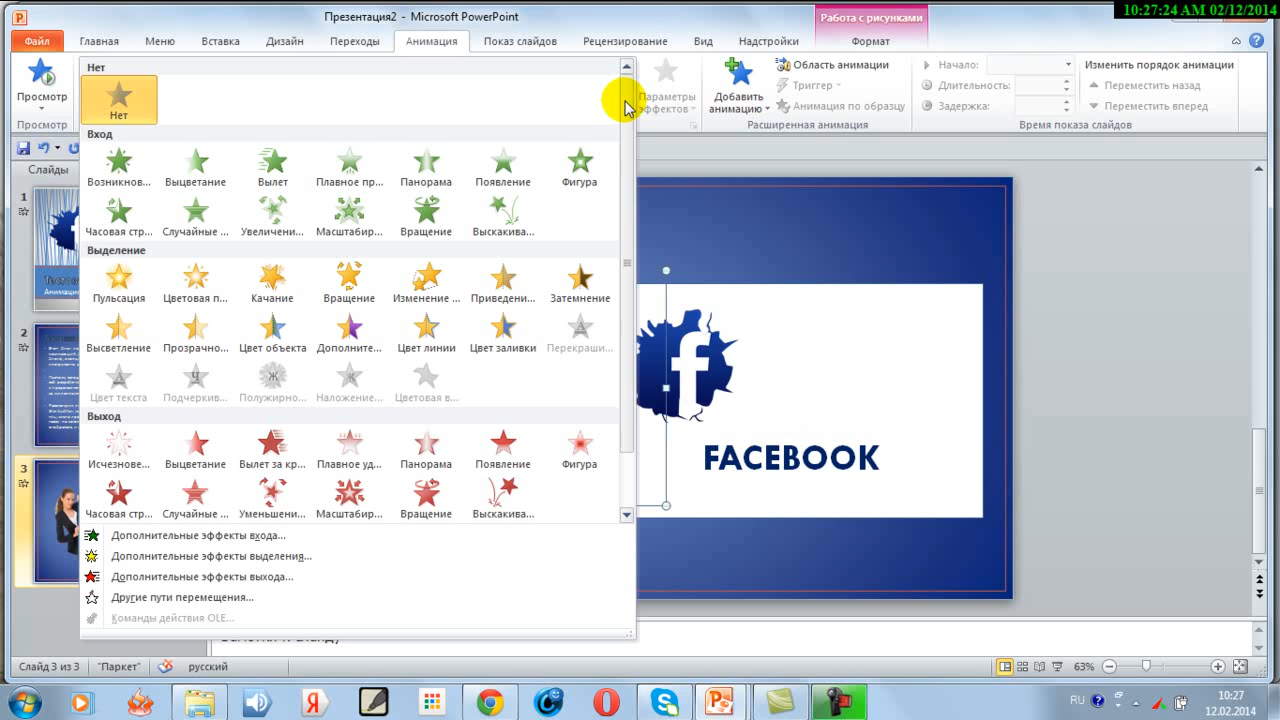 Презентация2 - Microsoft PowerPoint
Работа с рисунками
10:27:24 AM 02/12/2014
Файл
Главная
Меню
Вставка
Дизайн
Переходы
Анимация
Показ слайдов
Рецензирование
Вид
Надстройки
Формат
Просмотр
Просмотр
Параметры
эффектов
Добавить
анимацию
Область анимации
Триггер
Анимация по образцу
Расширенная анимация
Начало:
Длительность:
Задержка:
Изменить порядок анимации
Переместить назад
Переместить вперед
Время показа слайдов
Слайды
1
2
3
Нет
Нет
Вход
Возникнов... Выцветание Вылет Плавное пр... Панорама Появление Фигура
Часовая стр... Случайные ... Увеличени... Масштабир... Вращение Выскакива...
Выделение
Пульсация Цветовая п... Качание Вращение Изменение ... Приведени... Затемнение
Высветление Прозрачно... Цвет объекта Дополните... Цвет линии Цвет заливки Перекраши...
Цвет текста Подчеркив... Полужирно... Наложение... Цветовая в...
Выход
Исчезнове... Выцветание Вылет за кр... Плавное уд... Панорама Появление Фигура
Часовая стр... Случайные ... Уменьшени... Масштабир... Вращение Выскакива...
Дополнительные эффекты входа...
Дополнительные эффекты выделения...
Дополнительные эффекты выхода...
Другие пути перемещения...
Команды действия OLE...
f
FACEBOOK
Слайд 3 из 3
"Паркет"
русский
63%
RU
10:27
12.02.2014